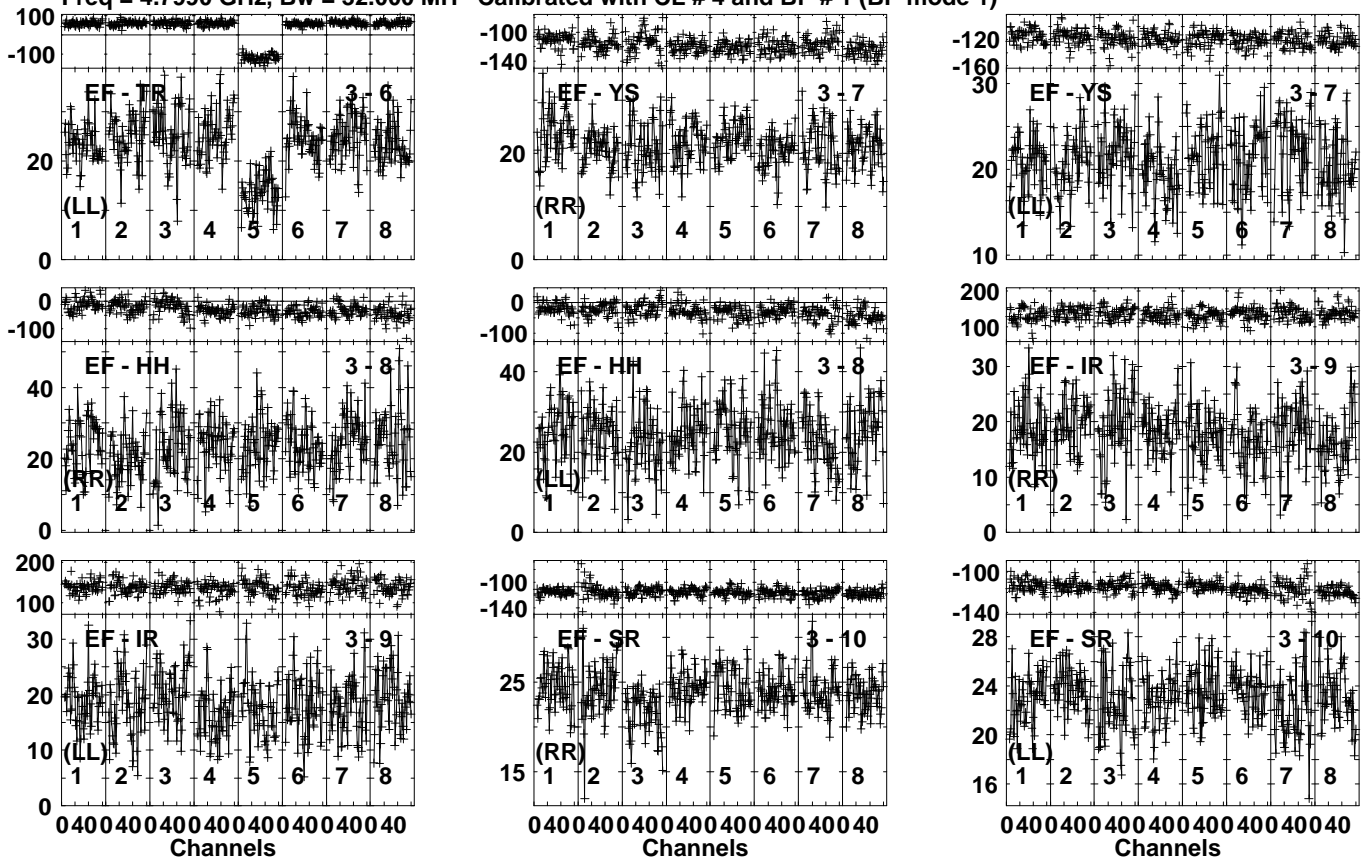 Freq = 4.7990 GHz, Bw = 32.000 MH Calibrated with CL # 4 and BP # 1 (BP mode 1)
100
-100
EF - TR 3 - 6
20
(LL)
1 2 3 4 5 6 7 8
0
-100
-140
EF - YS 3 - 7
20
(RR)
1 2 3 4 5 6 7 8
0
-120
-160
30
EF - YS 3 - 7
20
(LL)
1 2 3 4 5 6 7 8
10
0
-100
EF - HH 3 - 8
40
20
(RR)
1 2 3 4 5 6 7 8
0
0
-100
EF - HH 3 - 8
40
20
(LL)
1 2 3 4 5 6 7 8
0
200
100
30
EF - IR 3 - 9
20
10
(RR)
1 2 3 4 5 6 7 8
0
200
100
30
EF - IR 3 - 9
20
10
(LL)
1 2 3 4 5 6 7 8
0
-100
-140
EF - SR 3 - 10
25
(RR)
15
1 2 3 4 5 6 7 8
-100
-140
28
EF - SR 3 - 10
24
20
(LL)
16
1 2 3 4 5 6 7 8
0 40 0 40 0 40 0 40 0 40 0 40 0 40 0 40
Channels
0 40 0 40 0 40 0 40 0 40 0 40 0 40 0 40
Channels
0 40 0 40 0 40 0 40 0 40 0 40 0 40 0 40
Channels